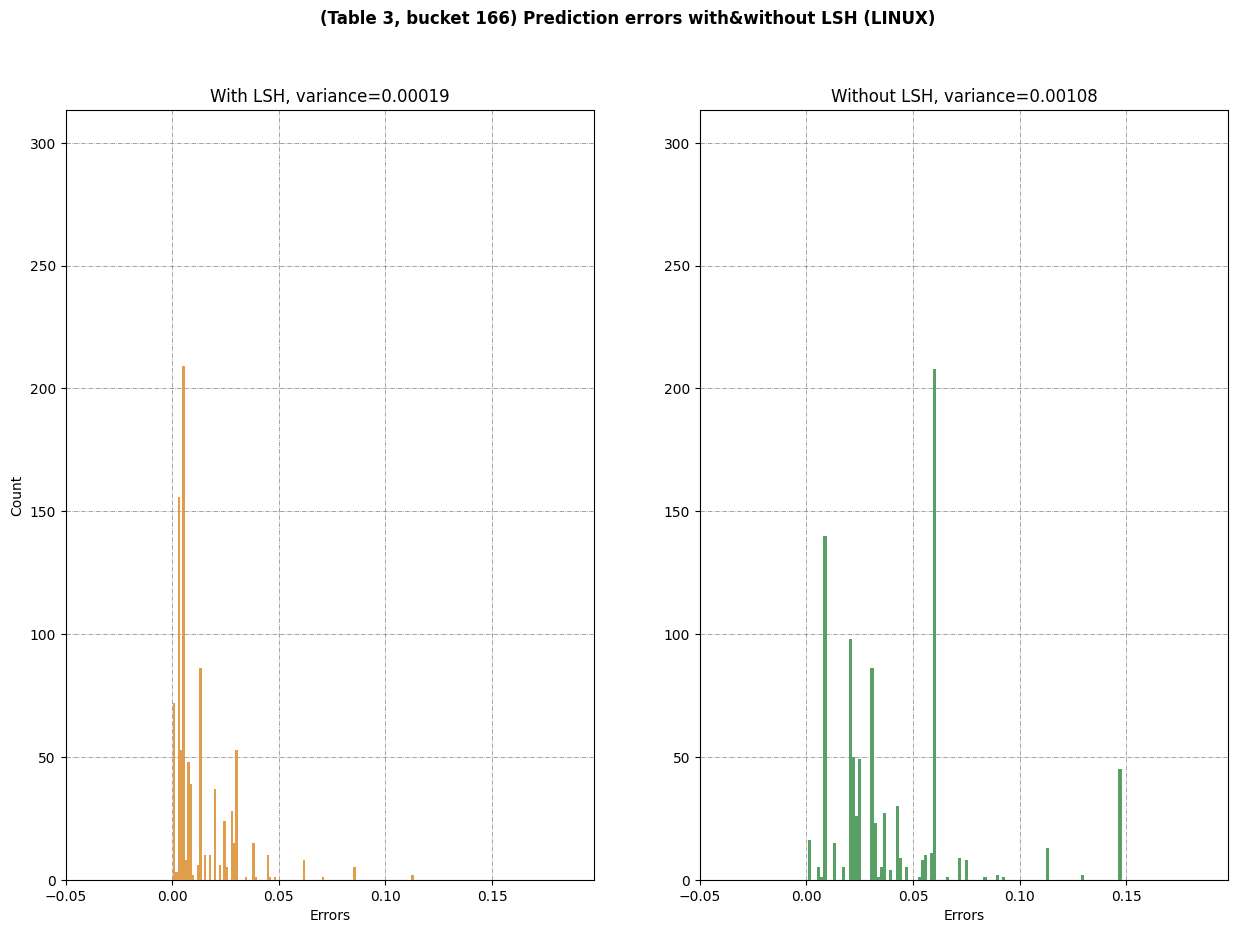 (Table 3, bucket 166) Prediction errors with&without LSH (LINUX)
With LSH, variance=0.00019
300
250
200
150
100
50
0
Count
−0.05 0.00 0.05 0.10 0.15
Errors
Without LSH, variance=0.00108
300
250
200
150
100
50
0
−0.05 0.00 0.05 0.10 0.15
Errors